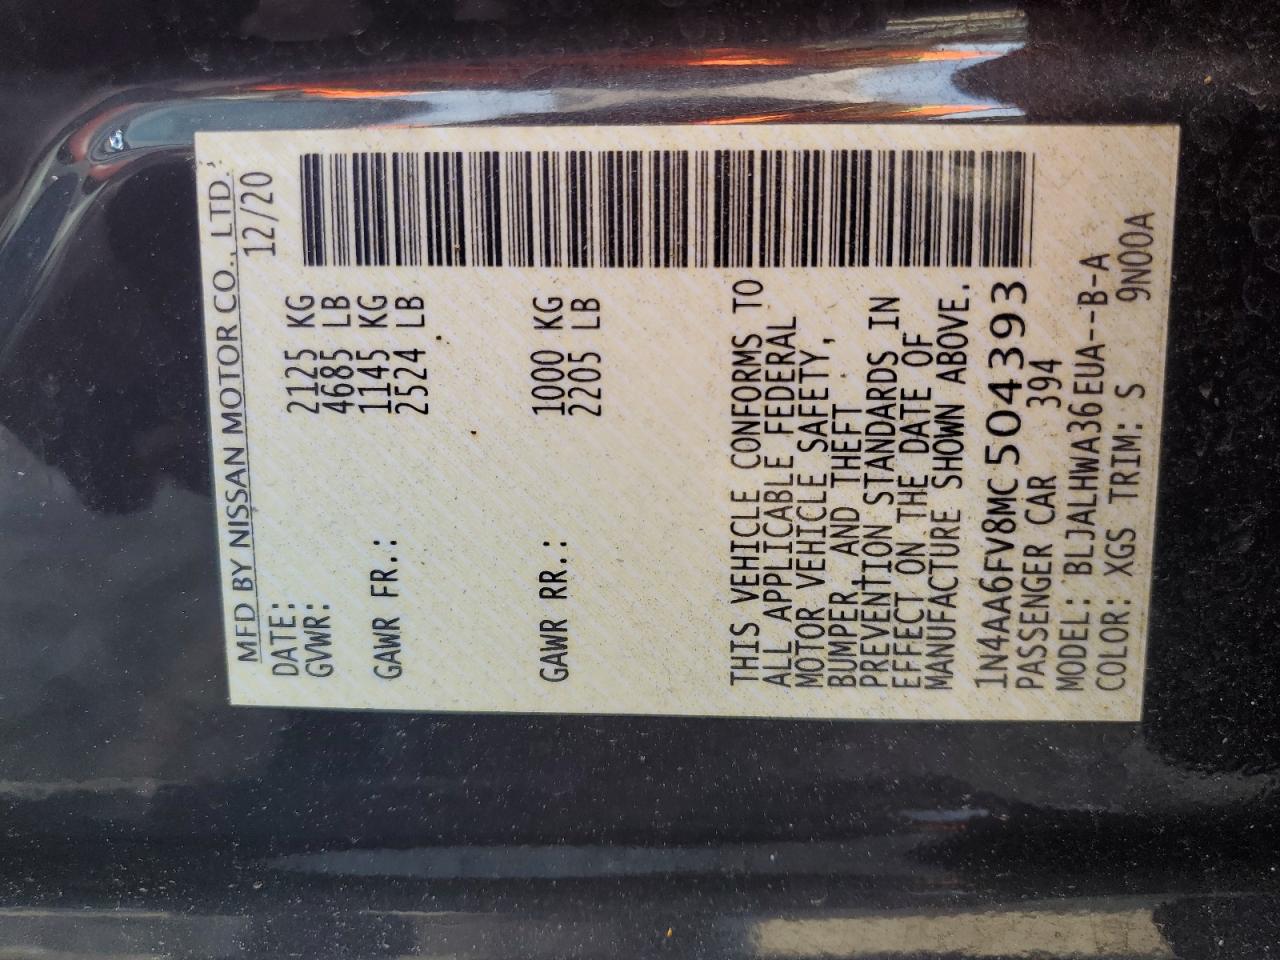 MFD BY NISSAN MOTOR CO., LTD.;
DATE: 12/20
GVWR: 2125 KG
4685 LB
GAWR FR.: 1145 KG
2524 LB
GAWR RR.: 1000 KG
2205 LB
THIS VEHICLE CONFORMS TO
ALL APPLICABLE FEDERAL
MOTOR VEHICLE SAFETY,
BUMPER AND THEFT
PREVENTION STANDARDS IN
EFFECT ON THE DATE OF
MANUFACTURE SHOWN ABOVE.
1N4AA6FV8MC504393
PASSENGER CAR 394
MODEL: BLJALHWA36EUA--B-A
COLOR: XGS TRIM: S 9N00A